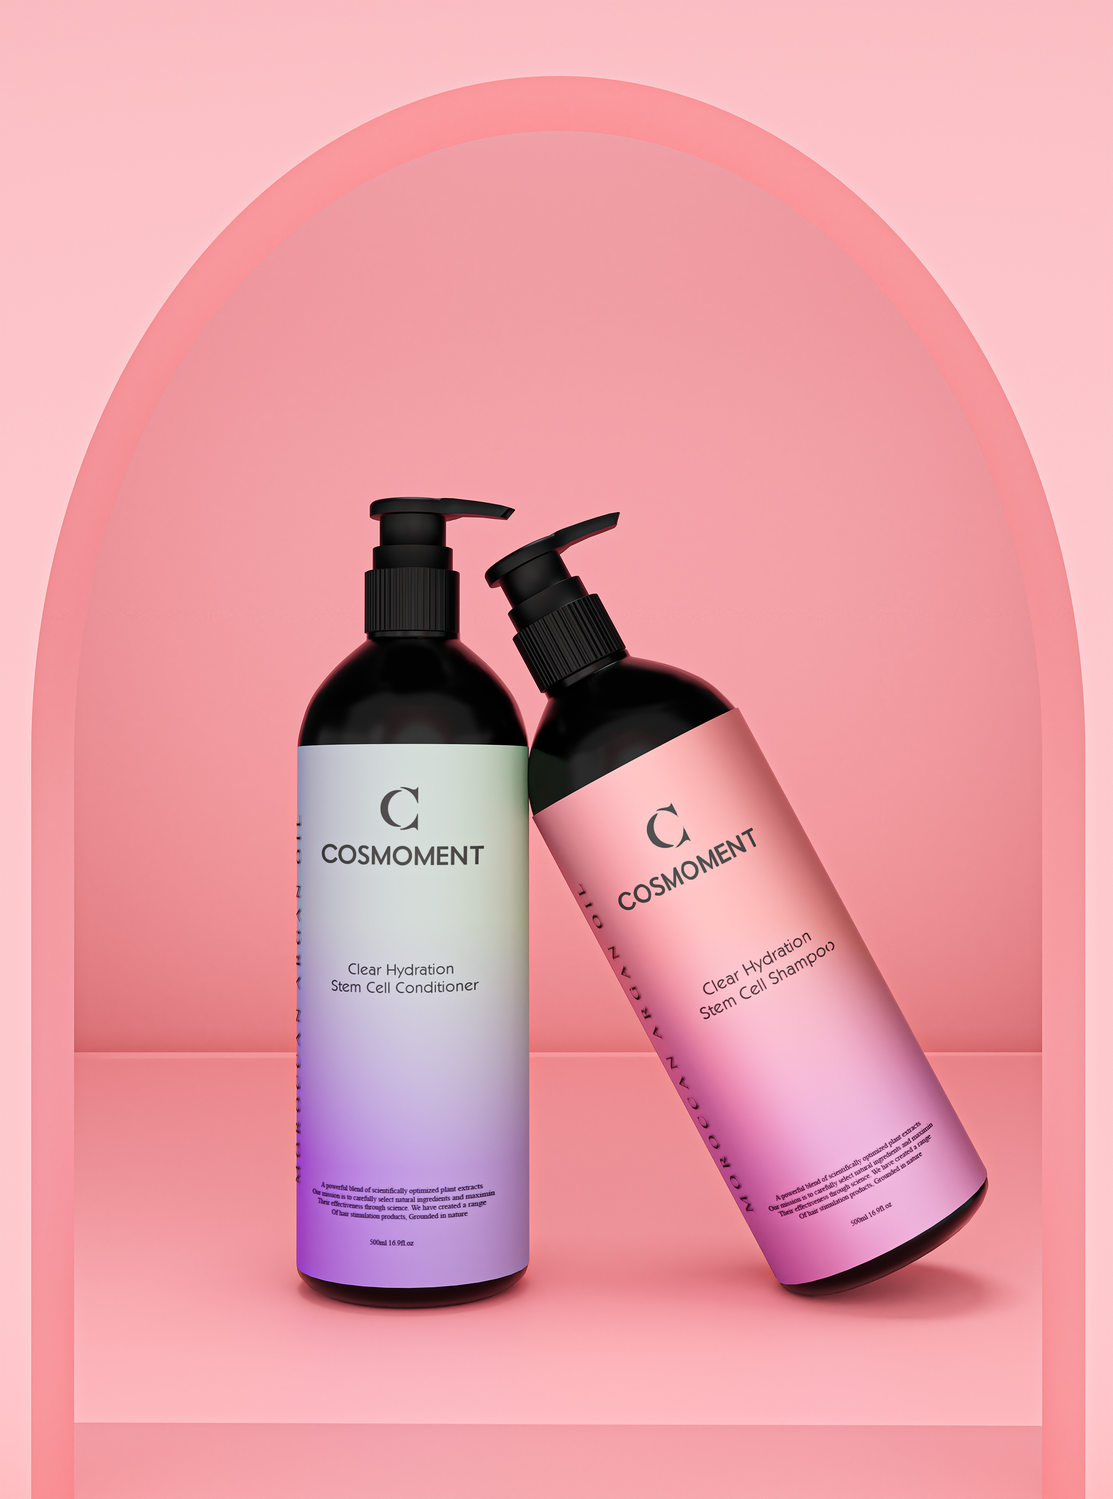 C
COSMOMENT
Clear Hydration
Stem Cell Conditioner
MOROCCAN ARGAN OIL
A powerful blend of scientifically optimized plant extracts
Our mission is to carefully select natural ingredients and maximin
Their effectiveness through science. We have created a range
Of hair stimulation products, Grounded in nature
500ml 16.9fl.oz
C
COSMOMENT
Clear Hydration
Stem Cell Shampoo
MOROCCAN ARGAN OIL
A powerful blend of scientifically optimized plant extracts
Our mission is to carefully select natural ingredients and maximin
Their effectiveness through science. We have created a range
Of hair stimulation products, Grounded in nature
500ml 16.9fl.oz